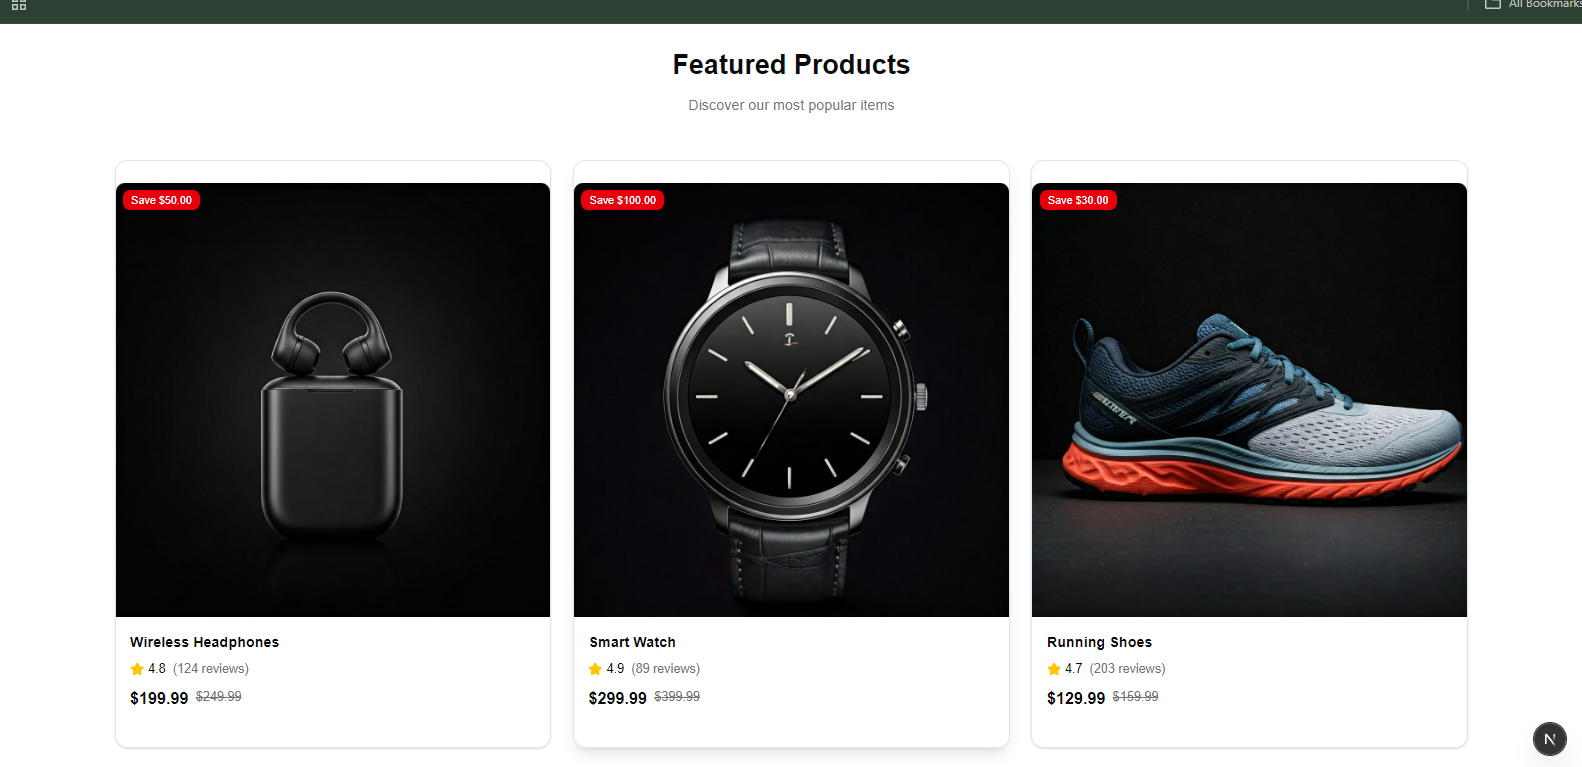 All Bookmarks
Featured Products
Discover our most popular items
Save $50.00
Wireless Headphones
4.8 (124 reviews)
$199.99 $249.99
Save $100.00
Smart Watch
4.9 (89 reviews)
$299.99 $399.99
Save $30.00
Running Shoes
4.7 (203 reviews)
$129.99 $159.99
N